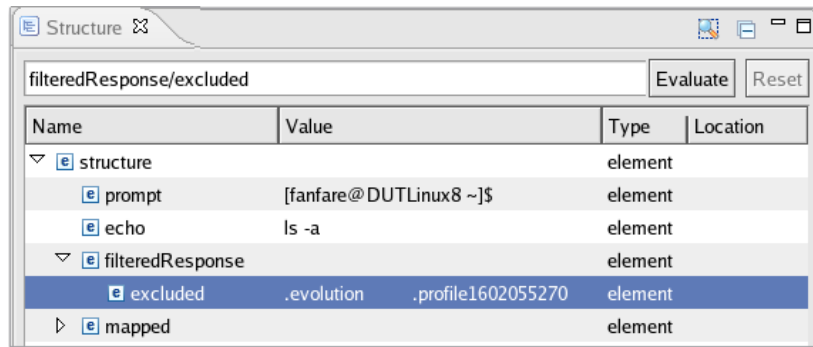 Structure
filteredResponse/excluded Evaluate Reset
Name Value Type Location
e structure element
e prompt [fanfare@DUTLinux8 ~]$ element
e echo ls -a element
e filteredResponse element
e excluded .evolution .profile1602055270 element
e mapped element